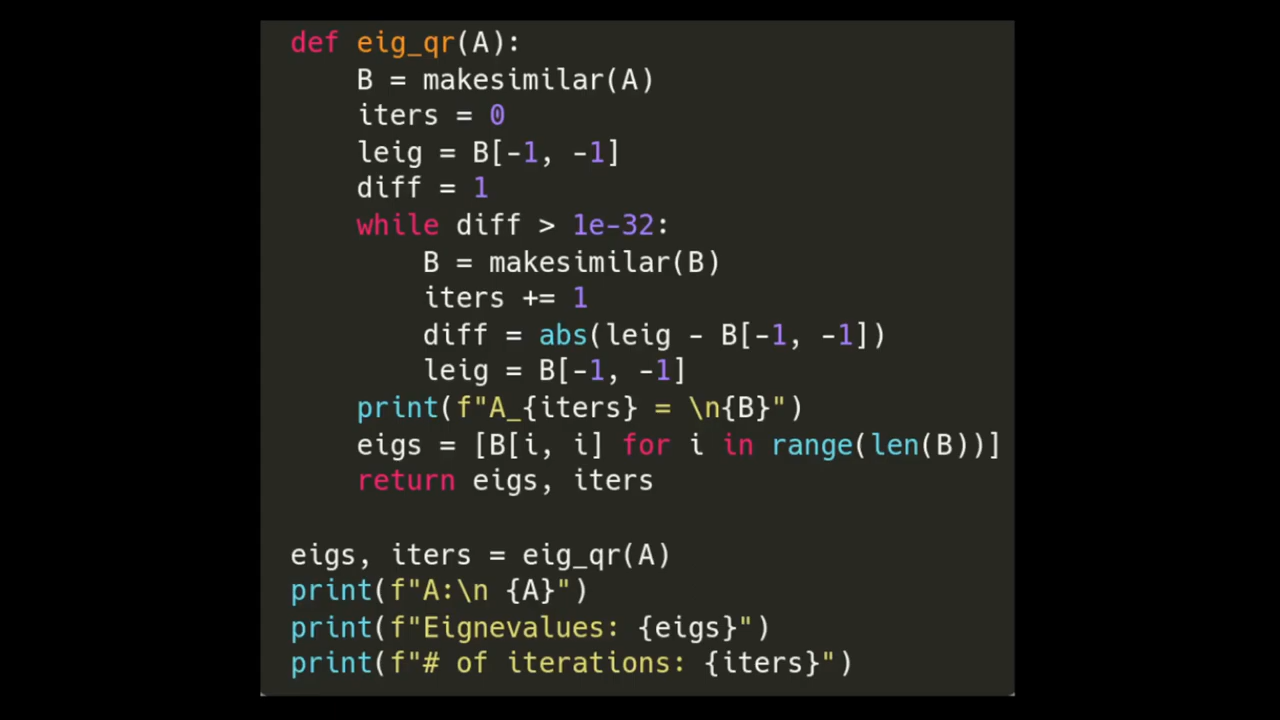 def eig_qr(A):
    B = makesimilar(A)
    iters = 0
    leig = B[-1, -1]
    diff = 1
    while diff > 1e-32:
        B = makesimilar(B)
        iters += 1
        diff = abs(leig - B[-1, -1])
        leig = B[-1, -1]
    print(f"A_{iters} = \n{B}")
    eigs = [B[i, i] for i in range(len(B))]
    return eigs, iters

eigs, iters = eig_qr(A)
print(f"A:\n {A}")
print(f"Eignevalues: {eigs}")
print(f"# of iterations: {iters}")